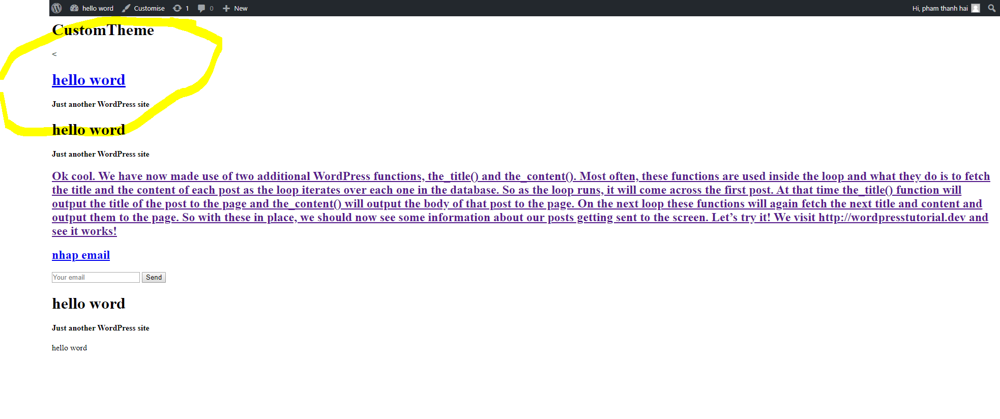 hello word Customise 1 0 New Hi, pham thanh hai
CustomTheme
<
hello word
Just another WordPress site
hello word
Just another WordPress site
Ok cool. We have now made use of two additional WordPress functions, the_title() and the_content(). Most often, these functions are used inside the loop and what they do is to fetch
the title and the content of each post as the loop iterates over each one in the database. So as the loop runs, it will come across the first post. At that time the_title() function will
output the title of the post to the page and the_content() will output the body of that post to the page. On the next loop these functions will again fetch the next title and content and
output them to the page. So with these in place, we should now see some information about our posts getting sent to the screen. Let’s try it! We visit http://wordpresstutorial.dev and
see it works!
nhap email
Your email Send
hello word
Just another WordPress site
hello word